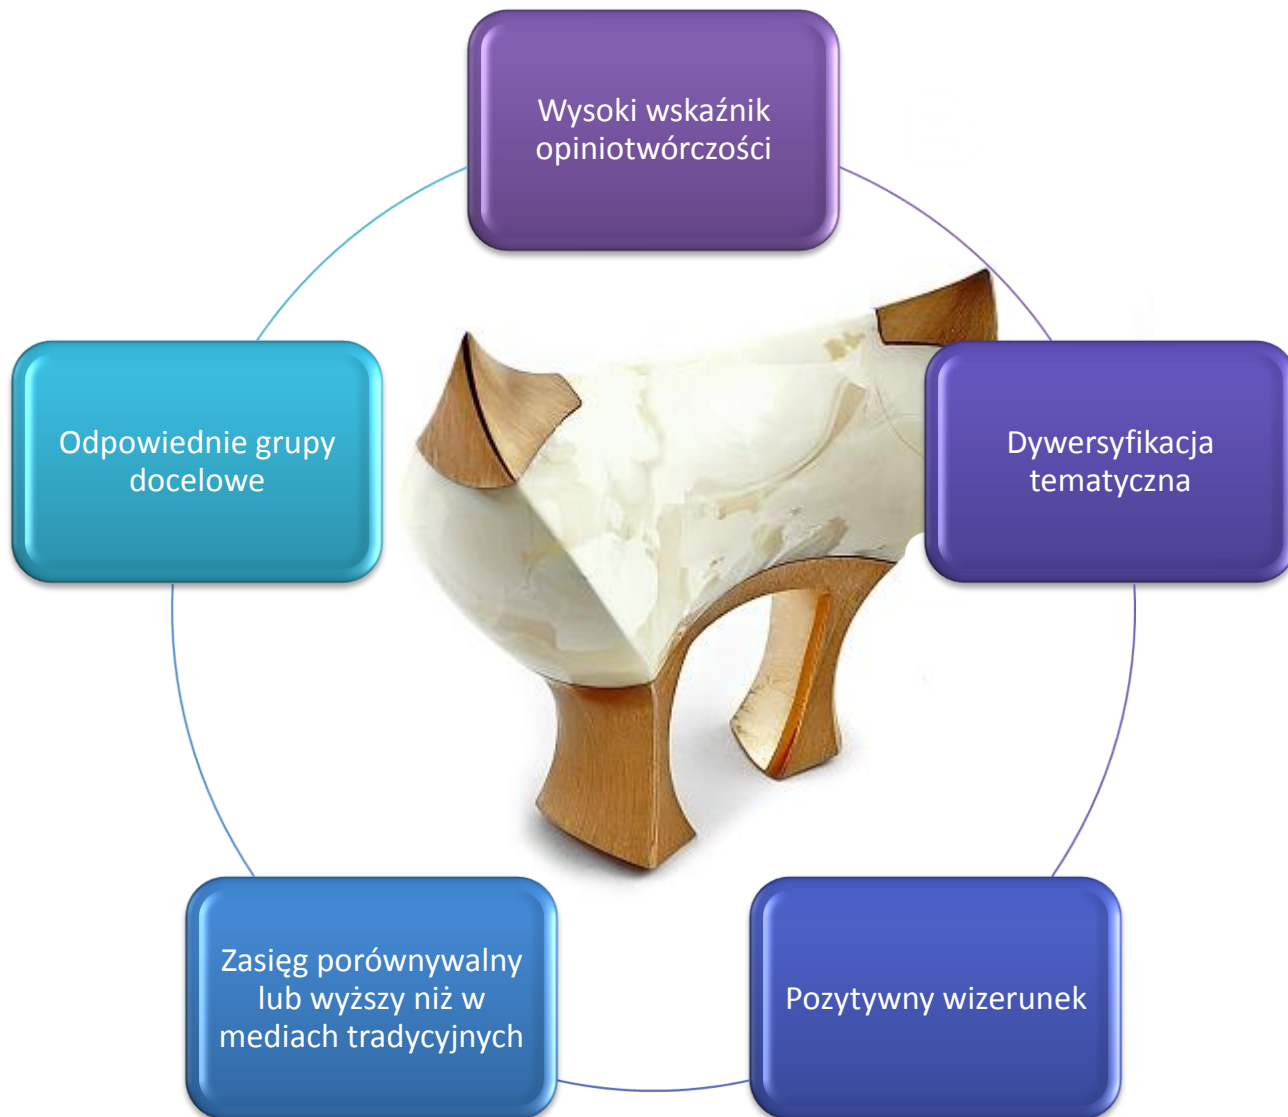 Wysoki wskaźnik
opiniotwórczości
Dywersyfikacja
tematyczna
Pozytywny wizerunek
Zasięg porównywalny
lub wyższy niż w
mediach tradycyjnych
Odpowiednie grupy
docelowe